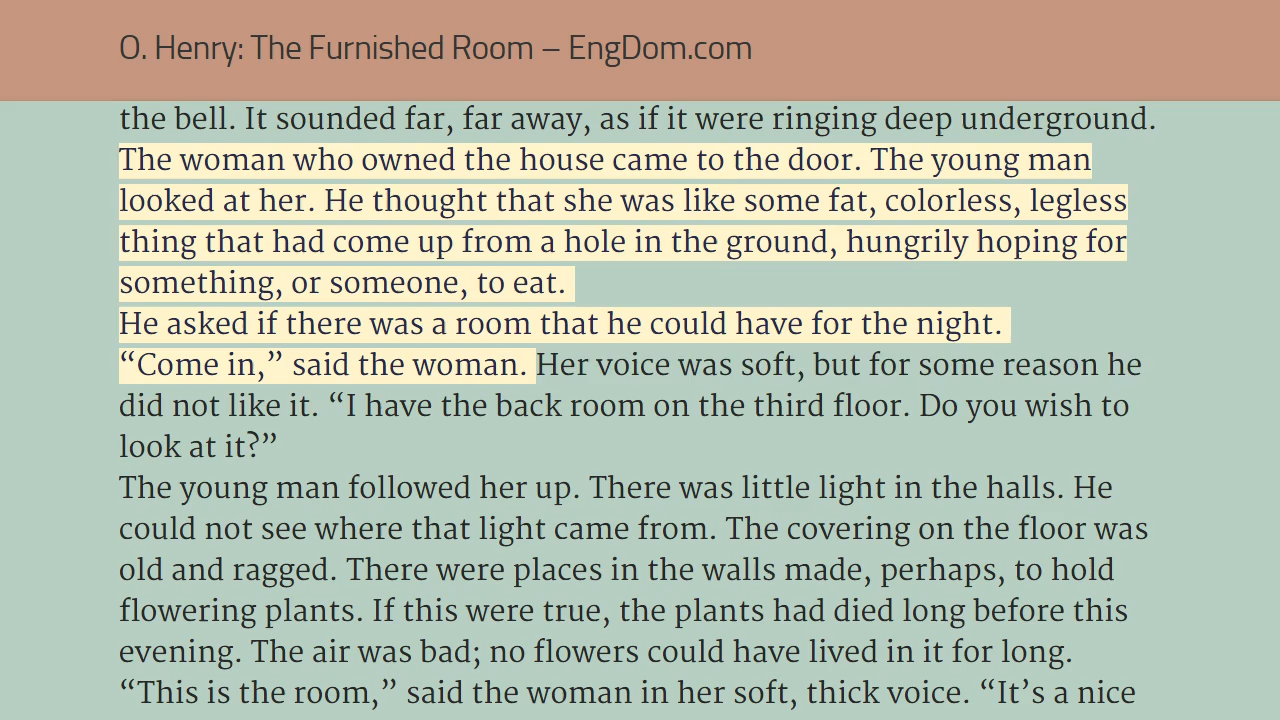 O. Henry: The Furnished Room – EngDom.com
the bell. It sounded far, far away, as if it were ringing deep underground.
The woman who owned the house came to the door. The young man
looked at her. He thought that she was like some fat, colorless, legless
thing that had come up from a hole in the ground, hungrily hoping for
something, or someone, to eat.
He asked if there was a room that he could have for the night.
“Come in,” said the woman. Her voice was soft, but for some reason he
did not like it. “I have the back room on the third floor. Do you wish to
look at it?”
The young man followed her up. There was little light in the halls. He
could not see where that light came from. The covering on the floor was
old and ragged. There were places in the walls made, perhaps, to hold
flowering plants. If this were true, the plants had died long before this
evening. The air was bad; no flowers could have lived in it for long.
“This is the room,” said the woman in her soft, thick voice. “It’s a nice